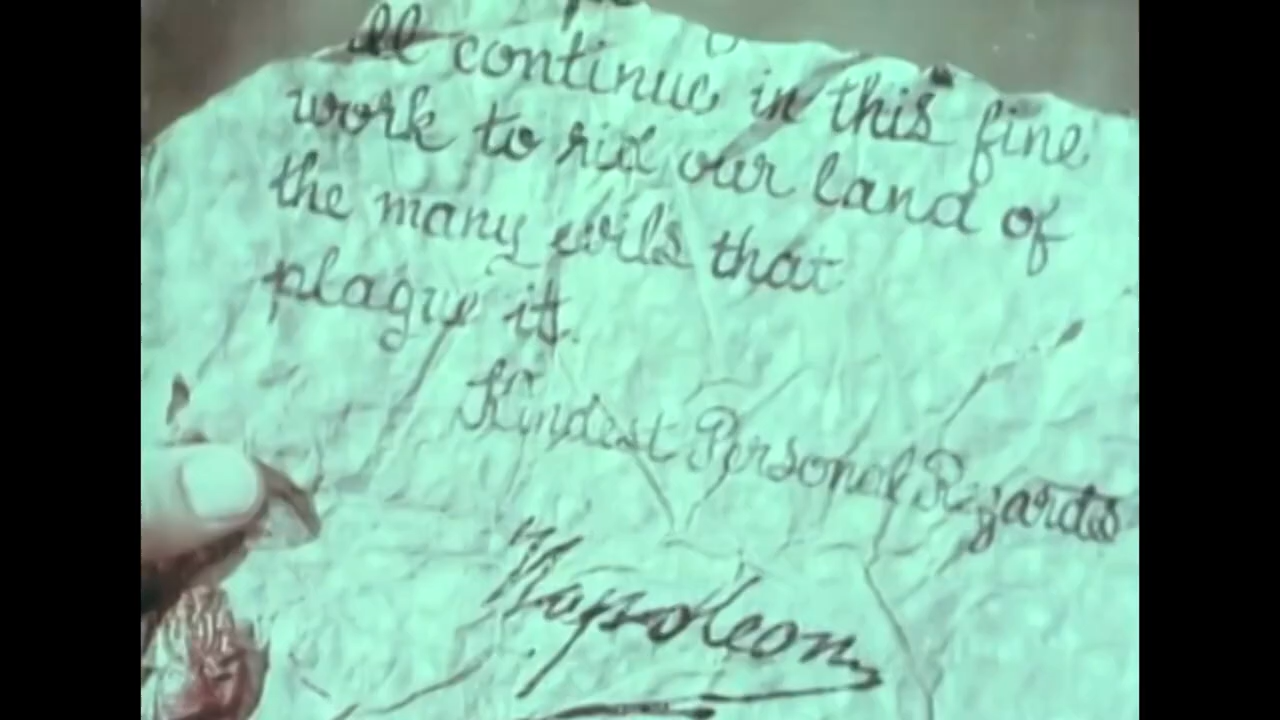 ll continue in this fine
work to rid our land of
the many evils that
plague it.
Kindest Personal Regards
Napoleon